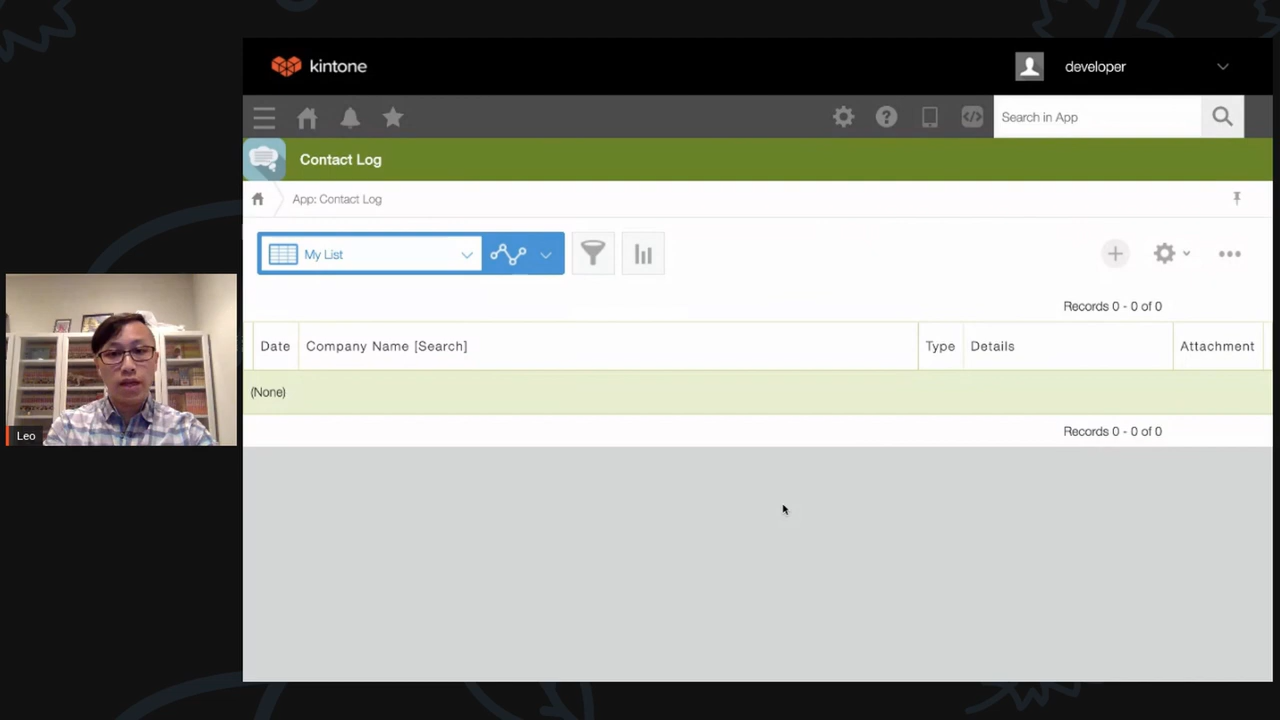 kintone
developer
Search in App
Contact Log
App: Contact Log
My List
Records 0 - 0 of 0
Date Company Name [Search] Type Details Attachment
(None)
Records 0 - 0 of 0
Leo